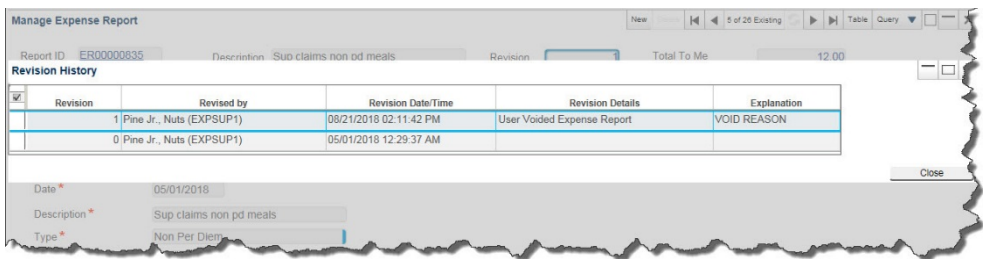 Manage Expense Report New 5 of 26 Existing Table Query
Report ID ER00000835 Description Sup claims non pd meals Revision 1 Total To Me 12.00
Revision History
Revision Revised by Revision Date/Time Revision Details Explanation
1 Pine Jr., Nuts (EXPSUP1) 08/21/2018 02:11:42 PM User Voided Expense Report VOID REASON
0 Pine Jr., Nuts (EXPSUP1) 05/01/2018 12:29:37 AM
Close
Date * 05/01/2018
Description * Sup claims non pd meals
Type * Non Per Diem